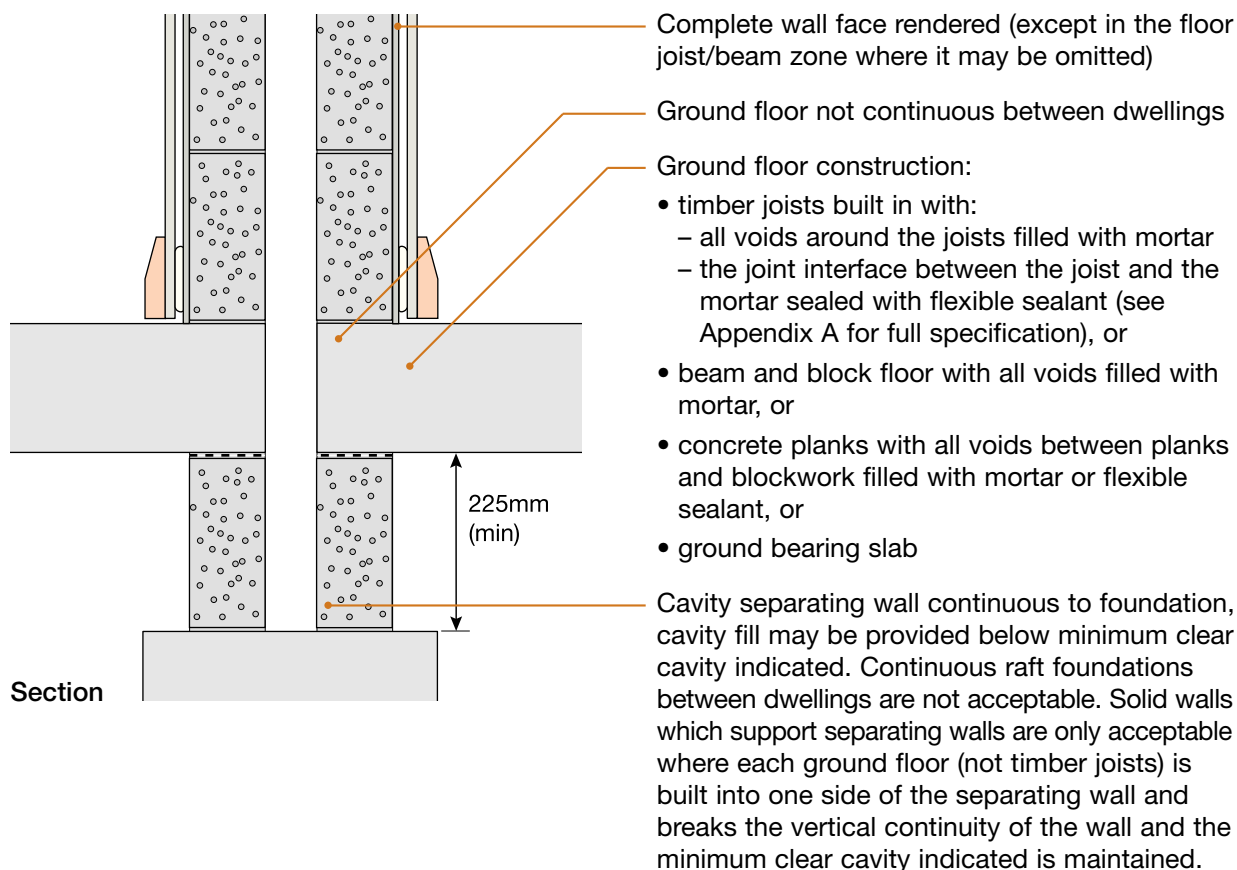 Complete wall face rendered (except in the floor
joist/beam zone where it may be omitted)
Ground floor not continuous between dwellings
Ground floor construction:
• timber joists built in with:
– all voids around the joists filled with mortar
– the joint interface between the joist and the
mortar sealed with flexible sealant (see
Appendix A for full specification), or
• beam and block floor with all voids filled with
mortar, or
• concrete planks with all voids between planks
and blockwork filled with mortar or flexible
sealant, or
• ground bearing slab
225mm
(min)
Cavity separating wall continuous to foundation,
cavity fill may be provided below minimum clear
cavity indicated. Continuous raft foundations
between dwellings are not acceptable. Solid walls
which support separating walls are only acceptable
where each ground floor (not timber joists) is
built into one side of the separating wall and
breaks the vertical continuity of the wall and the
minimum clear cavity indicated is maintained.
Section